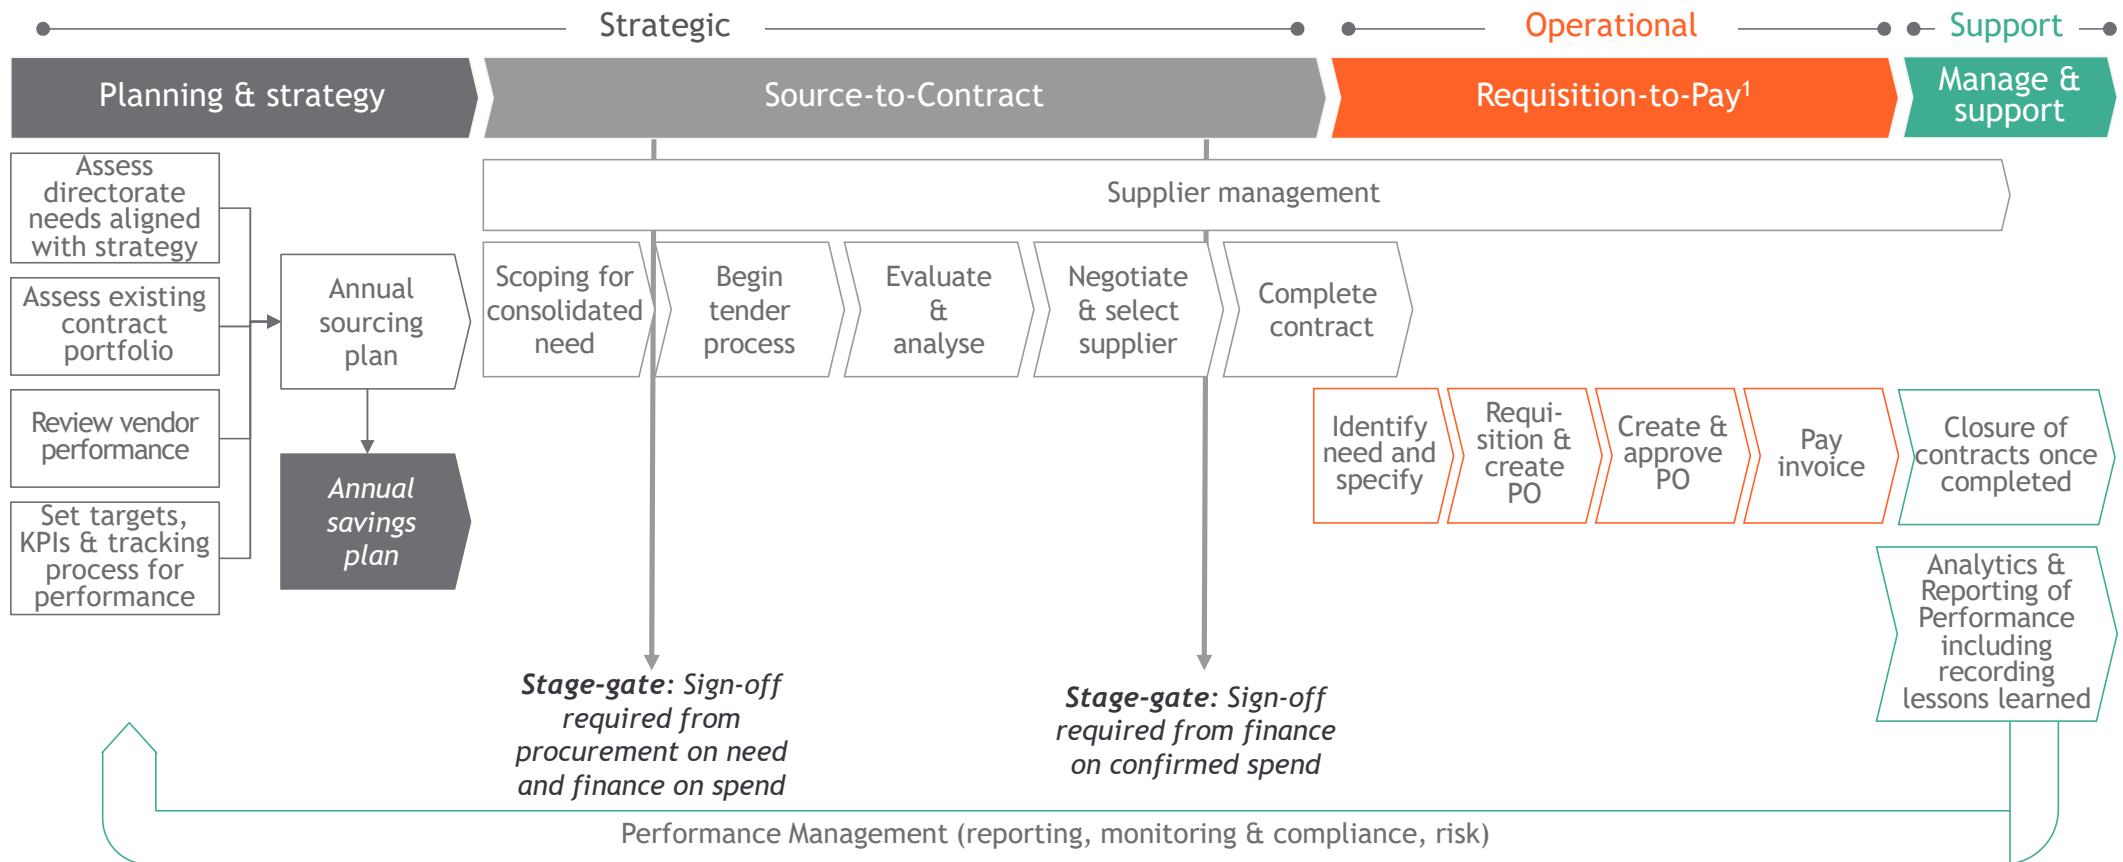 Strategic
Operational
Support
Planning & strategy
Source-to-Contract
Requisition-to-Pay¹
Manage &
support
Assess
directorate
needs aligned
with strategy
Assess existing
contract
portfolio
Review vendor
performance
Set targets,
KPIs & tracking
process for
performance
Annual
sourcing
plan
Annual
savings
plan
Supplier management
Scoping for
consolidated
need
Begin
tender
process
Evaluate
&
analyse
Negotiate
& select
supplier
Complete
contract
Identify
need and
specify
Requi-
sition &
create
PO
Create &
approve
PO
Pay
invoice
Closure of
contracts once
completed
Analytics &
Reporting of
Performance
including
recording
lessons learned
Stage-gate: Sign-off
required from
procurement on need
and finance on spend
Stage-gate: Sign-off
required from finance
on confirmed spend
Performance Management (reporting, monitoring & compliance, risk)